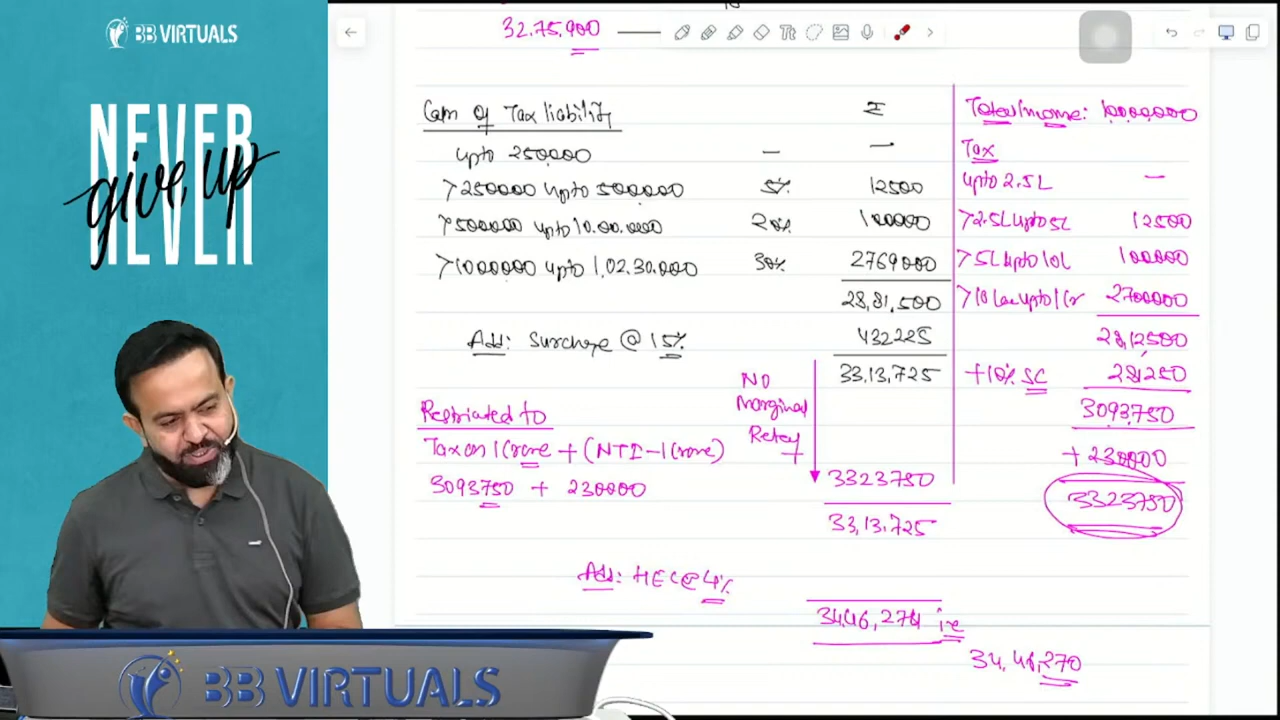 BB VIRTUALS
NEVER
give up
NEVER
32.75.900
Com of Tax liability ₹
upto 250000 — —
>250000 upto 500000 5% 12500
>500000 upto 10.00.000 20% 100000
>1000000 upto 1,02.30.000 30% 2769000
28,81,500
Add: Surcharge @ 15% 432225
33,13,725
Restricted to
Tax on 1 Crore + (NTI - 1 Crore)
3093750 + 230000
No
Marginal
Relief
3323750
33,13,725
Add: HEC@4%
3446,274 ie
34,46,270
Total Income: 10000000
Tax
upto 2.5L —
>2.5L upto 5L 12500
>5L upto 10L 100000
>10 Lac upto 1 Cr 2700000
28,12500
+10% SC 281250
3093750
+ 230000
3323750
BB VIRTUALS